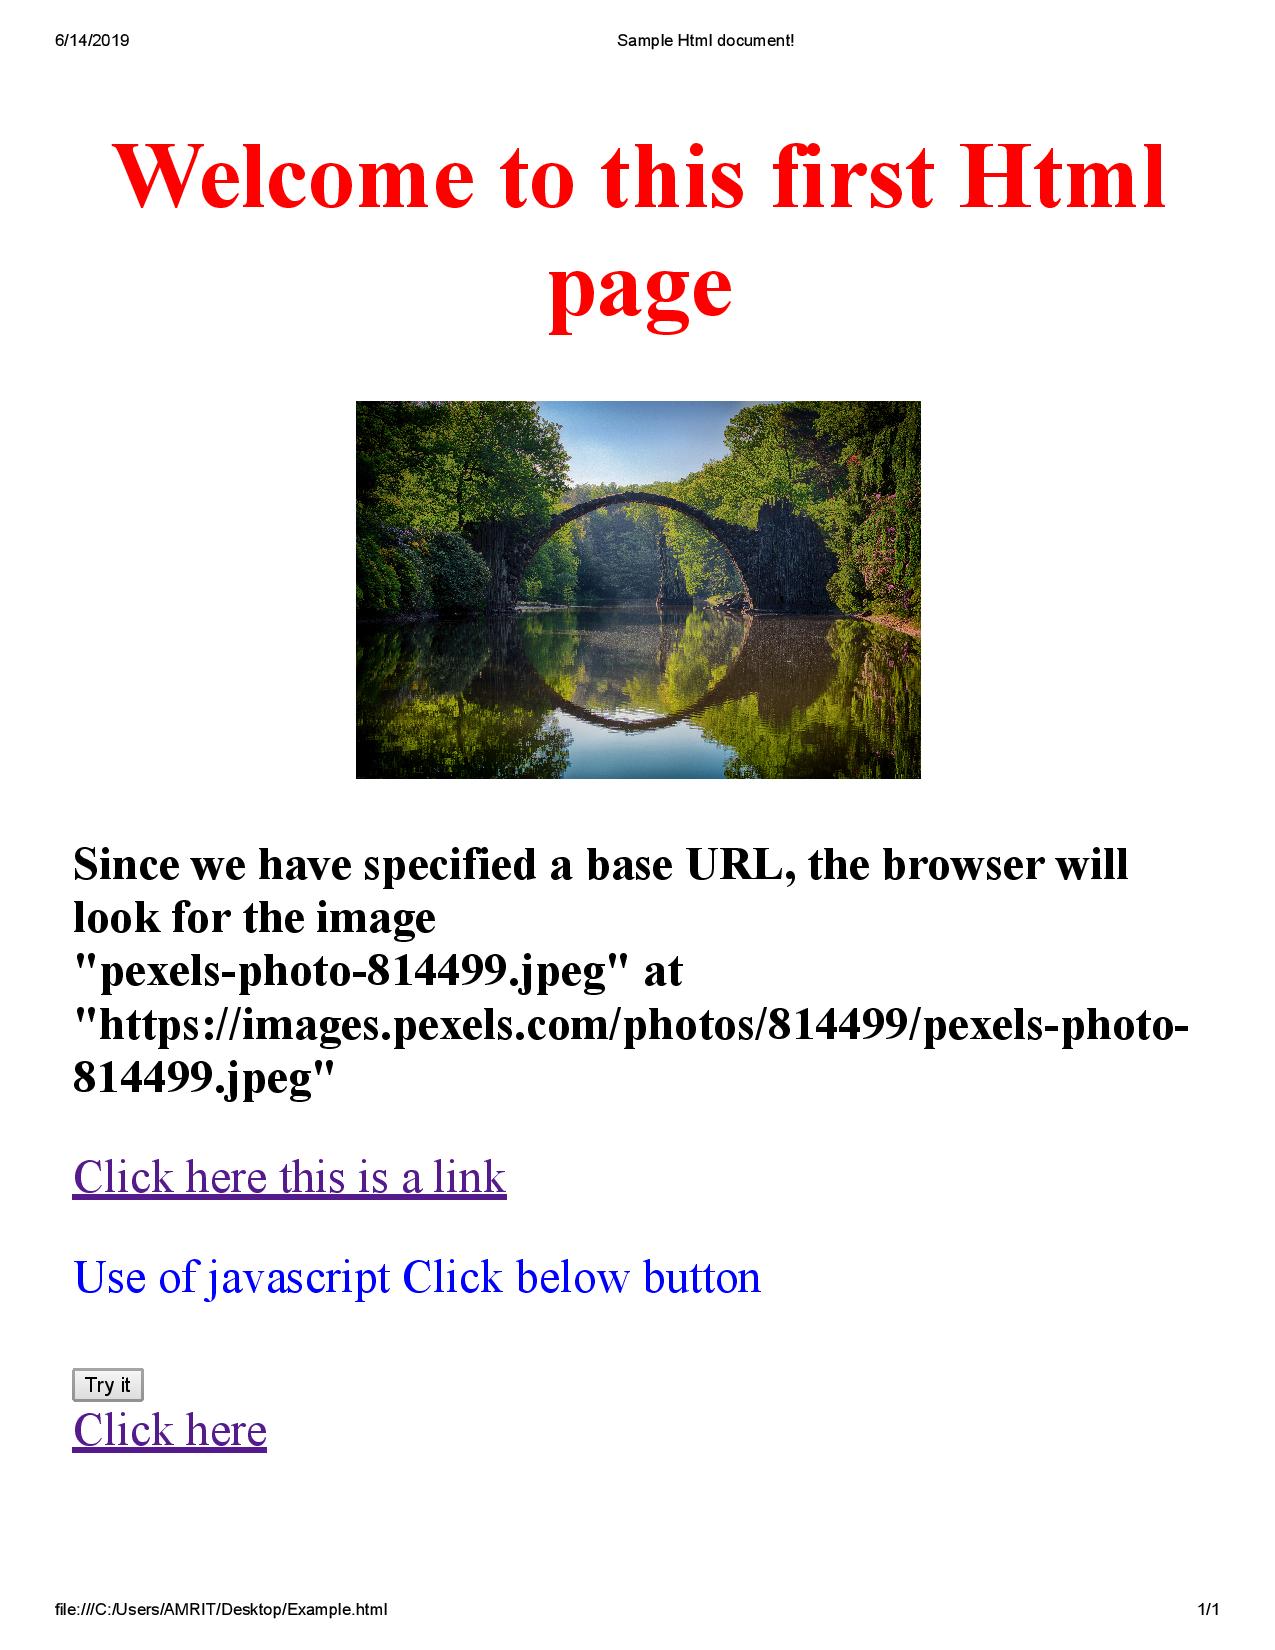 6/14/2019 Sample Html document!
Welcome to this first Html
page
Since we have specified a base URL, the browser will
look for the image
"pexels-photo-814499.jpeg" at
"https://images.pexels.com/photos/814499/pexels-photo-
814499.jpeg"
Click here this is a link
Use of javascript Click below button
Try it
Click here
file:///C:/Users/AMRIT/Desktop/Example.html 1/1